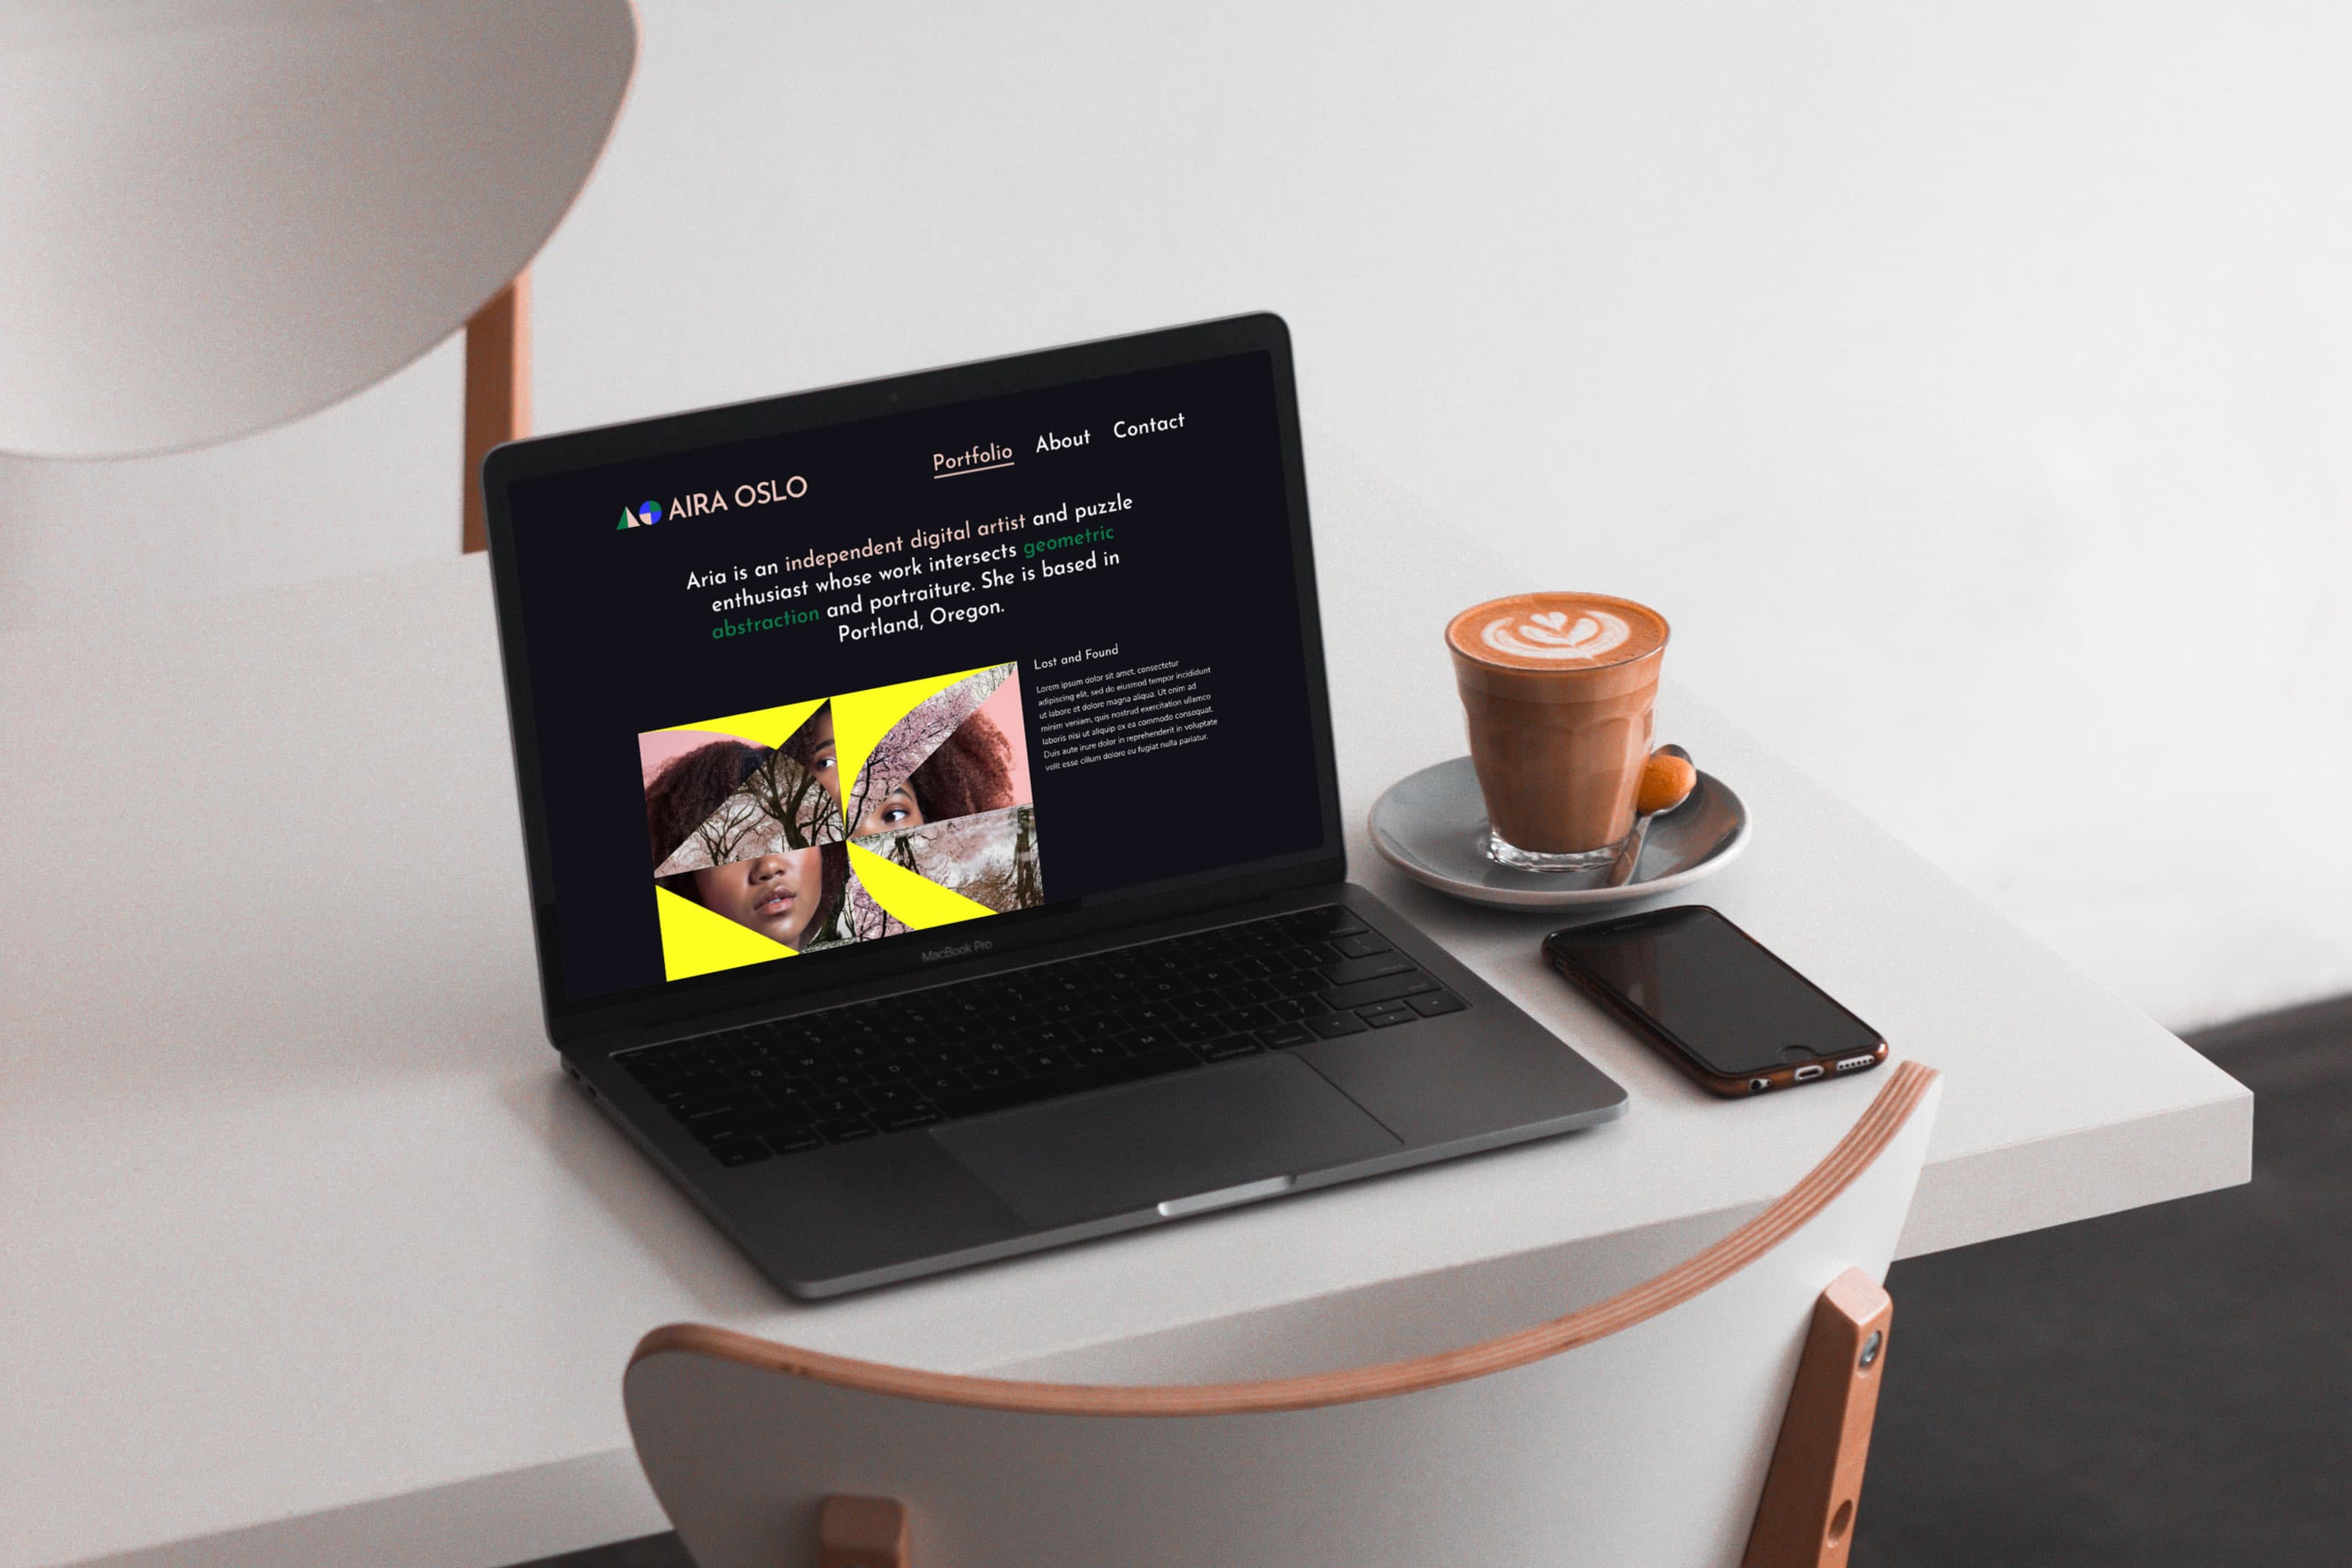 Portfolio About Contact
AIRA OSLO
Aria is an independent digital artist and puzzle
enthusiast whose work intersects geometric
abstraction and portraiture. She is based in
Portland, Oregon.
Lost and Found
Lorem ipsum dolor sit amet, consectetur
adipiscing elit, sed do eiusmod tempor incididunt
ut labore et dolore magna aliqua. Ut enim ad
minim veniam, quis nostrud exercitation ullamco
laboris nisi ut aliquip ex ea commodo consequat.
Duis aute irure dolor in reprehenderit in voluptate
velit esse cillum dolore eu fugiat nulla pariatur.
MacBook Pro
Q W E R T Y U I O P
A S D F G H J K L
Z X C V B N M